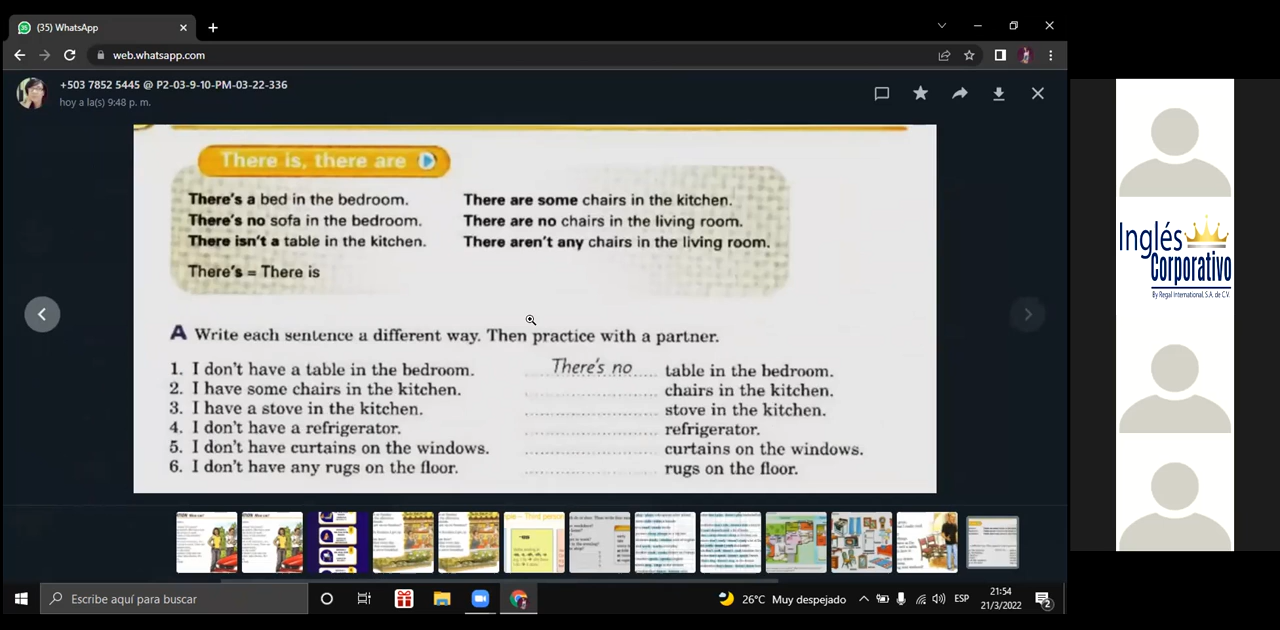 (35) WhatsApp
web.whatsapp.com
+503 7852 5445 @ P2-03-9-10-PM-03-22-336
hoy a la(s) 9:48 p. m.
There is, there are
There's a bed in the bedroom.
There's no sofa in the bedroom.
There isn't a table in the kitchen.
There's = There is
There are some chairs in the kitchen.
There are no chairs in the living room.
There aren't any chairs in the living room.
A Write each sentence a different way. Then practice with a partner.
1. I don't have a table in the bedroom. There's no table in the bedroom.
2. I have some chairs in the kitchen. chairs in the kitchen.
3. I have a stove in the kitchen. stove in the kitchen.
4. I don't have a refrigerator. refrigerator.
5. I don't have curtains on the windows. curtains on the windows.
6. I don't have any rugs on the floor. rugs on the floor.
Inglés
Corporativo
By Regal International, S.A. de C.V.
Escribe aquí para buscar
26°C Muy despejado
ESP
21:54
21/3/2022
2